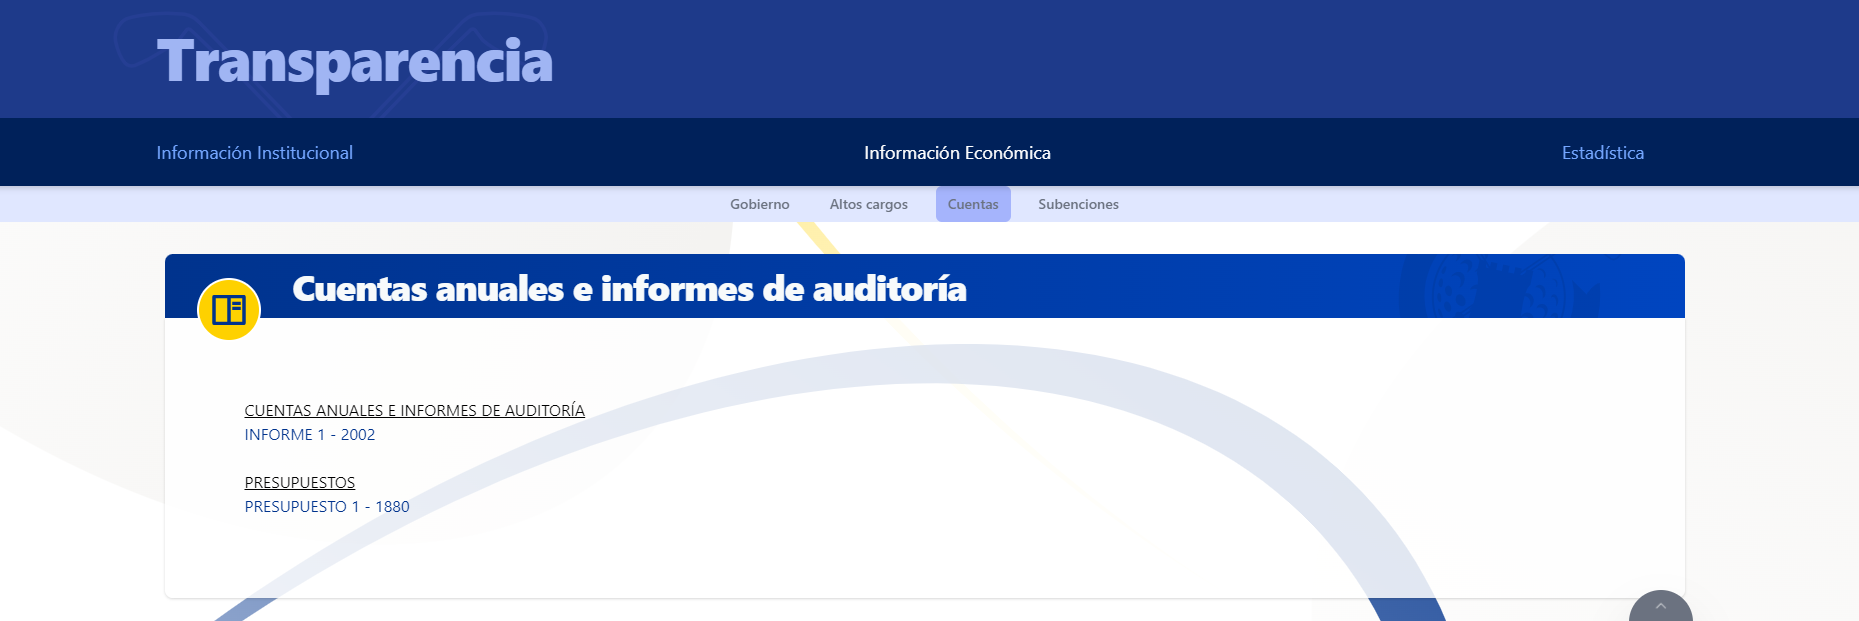 Transparencia
Información Institucional
Información Económica
Estadística
Gobierno
Altos cargos
Cuentas
Subenciones
Cuentas anuales e informes de auditoría
CUENTAS ANUALES E INFORMES DE AUDITORÍA
INFORME 1 - 2002
PRESUPUESTOS
PRESUPUESTO 1 - 1880